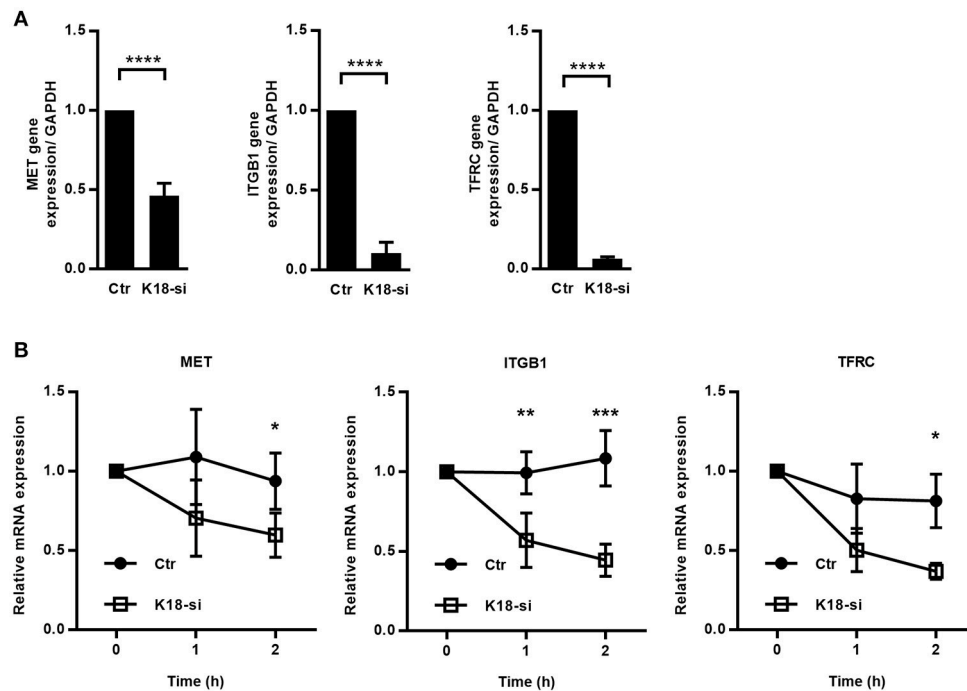 A
MET gene
expression/ GAPDH
1.5
1.0
0.5
0.0
****
Ctr K18-si
ITGB1 gene
expression/ GAPDH
1.5
1.0
0.5
0.0
****
Ctr K18-si
TFRC gene
expression/ GAPDH
1.5
1.0
0.5
0.0
****
Ctr K18-si
B
MET
Relative mRNA expression
1.5
1.0
0.5
0.0
*
Ctr
K18-si
0 1 2
Time (h)
ITGB1
Relative mRNA expression
1.5
1.0
0.5
0.0
** ***
Ctr
K18-si
0 1 2
Time (h)
TFRC
Relative mRNA expression
1.5
1.0
0.5
0.0
*
Ctr
K18-si
0 1 2
Time (h)